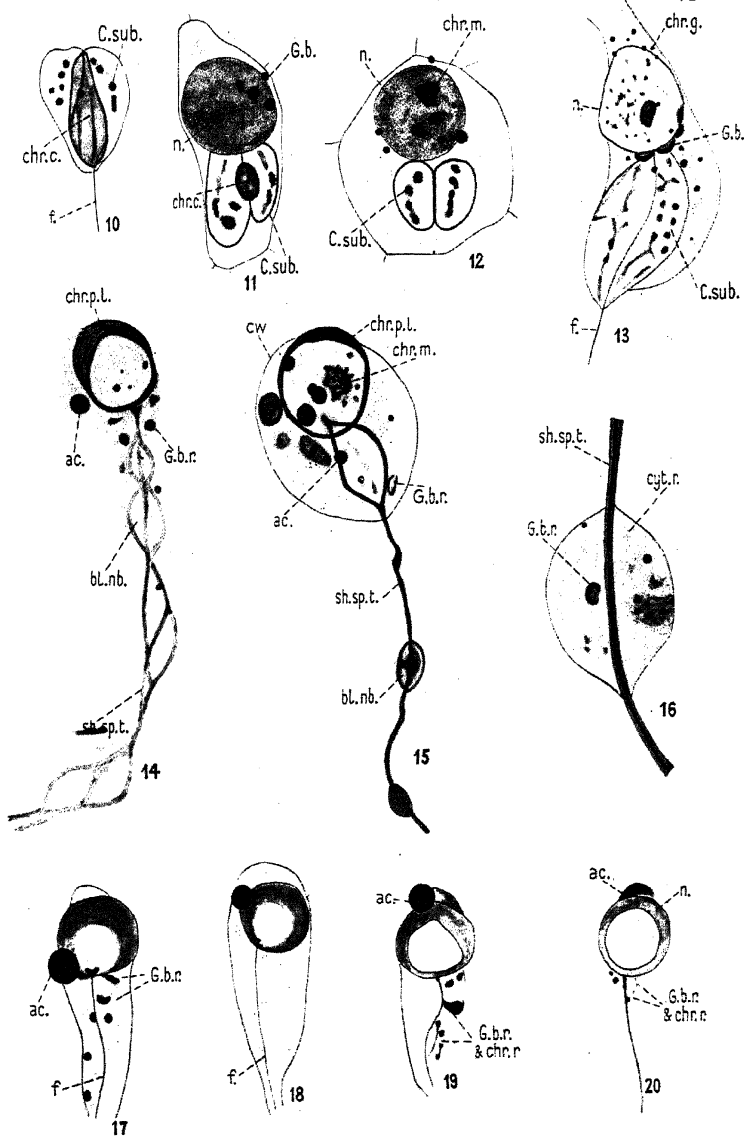 C.sub.
chr.c.
f.
10
G.b.
n.
chr.c.
C.sub.
11
chr.m.
n.
C.sub.
12
chr.g.
n.
G.b.
C.sub.
f.
13
chr.p.l.
ac.
G.b.r.
bl.nb.
sh.sp.t.
14
cw
chr.p.l.
chr.m.
ac.
G.b.r.
sh.sp.t.
bl.nb.
15
sh.sp.t.
cyt.r.
G.b.r.
16
G.b.r.
ac.
f.
17
f.
18
ac.
G.b.r.
& chr.r
19
ac.
n.
G.b.r.
& chr.r.
20